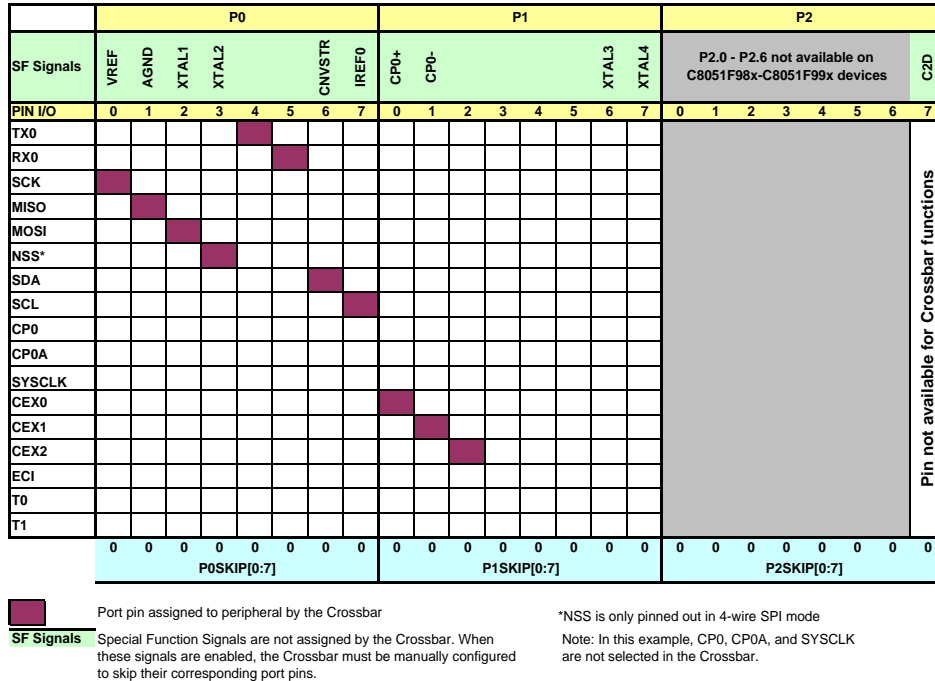 P0 P1 P2
SF Signals VREF AGND XTAL1 XTAL2 CNVSTR IREF0 CP0+ CP0- XTAL3 XTAL4 P2.0 - P2.6 not available on C8051F98x-C8051F99x devices C2D
PIN I/O 0 1 2 3 4 5 6 7 0 1 2 3 4 5 6 7 0 1 2 3 4 5 6 7
TX0
RX0
SCK
MISO
MOSI
NSS*
SDA
SCL
CP0
CP0A
SYSCLK
CEX0
CEX1
CEX2
ECI
T0
T1
Pin not available for Crossbar functions
0 0 0 0 0 0 0 0 0 0 0 0 0 0 0 0 0 0 0 0 0 0 0 0
P0SKIP[0:7] P1SKIP[0:7] P2SKIP[0:7]
Port pin assigned to peripheral by the Crossbar
SF Signals Special Function Signals are not assigned by the Crossbar. When
these signals are enabled, the Crossbar must be manually configured
to skip their corresponding port pins.
*NSS is only pinned out in 4-wire SPI mode
Note: In this example, CP0, CP0A, and SYSCLK
are not selected in the Crossbar.